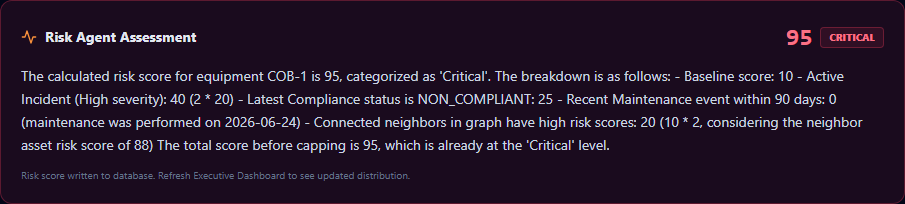 Risk Agent Assessment
95 CRITICAL
The calculated risk score for equipment COB-1 is 95, categorized as 'Critical'. The breakdown is as follows: - Baseline score: 10 - Active
Incident (High severity): 40 (2 * 20) - Latest Compliance status is NON_COMPLIANT: 25 - Recent Maintenance event within 90 days: 0
(maintenance was performed on 2026-06-24) - Connected neighbors in graph have high risk scores: 20 (10 * 2, considering the neighbor
asset risk score of 88) The total score before capping is 95, which is already at the 'Critical' level.
Risk score written to database. Refresh Executive Dashboard to see updated distribution.